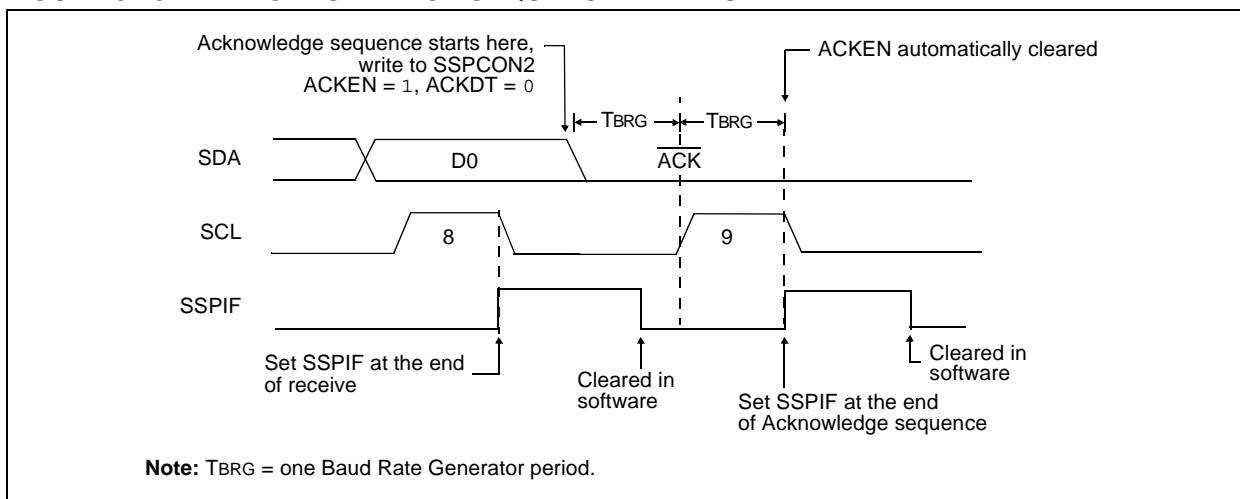 Acknowledge sequence starts here,
write to SSPCON2
ACKEN = 1, ACKDT = 0
ACKEN automatically cleared
TBRG
TBRG
SDA
D0
ACK
SCL
8
9
SSPIF
Set SSPIF at the end
of receive
Cleared in
software
Set SSPIF at the end
of Acknowledge sequence
Cleared in
software
Note: TBRG = one Baud Rate Generator period.